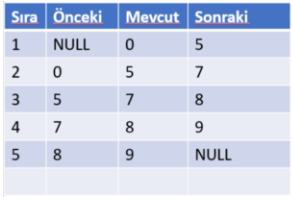 Sıra Önceki Mevcut Sonraki
1 NULL 0 5
2 0 5 7
3 5 7 8
4 7 8 9
5 8 9 NULL